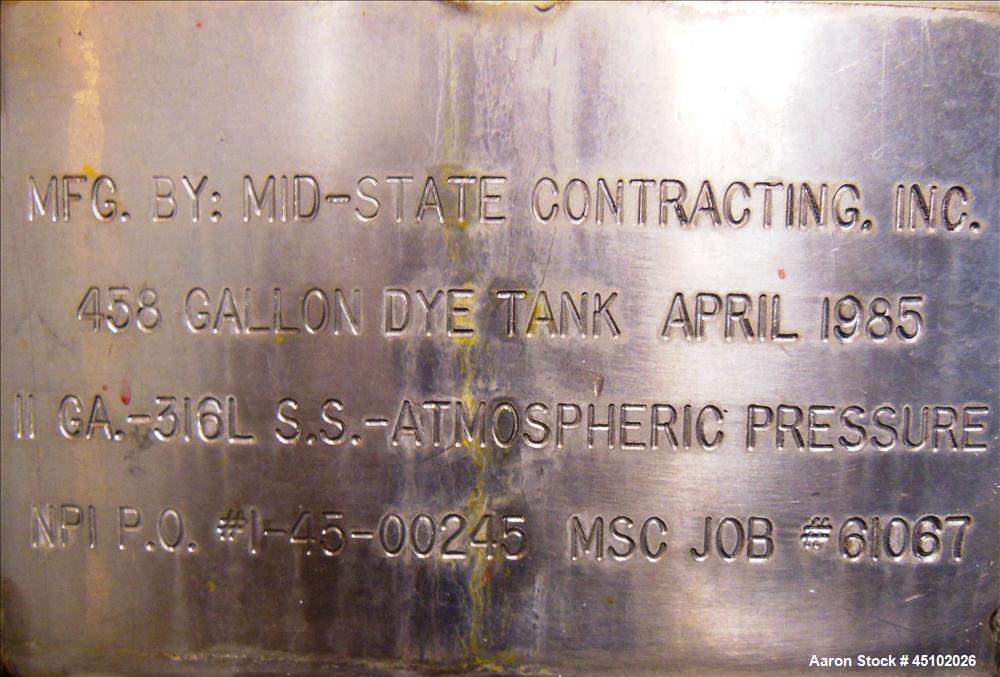 MFG. BY: MID-STATE CONTRACTING, INC.
458 GALLON DYE TANK APRIL 1985
11 GA.-316L S.S.-ATMOSPHERIC PRESSURE
NPI P.O. #1-45-00245 MSC JOB #61067
Aaron Stock # 45102026